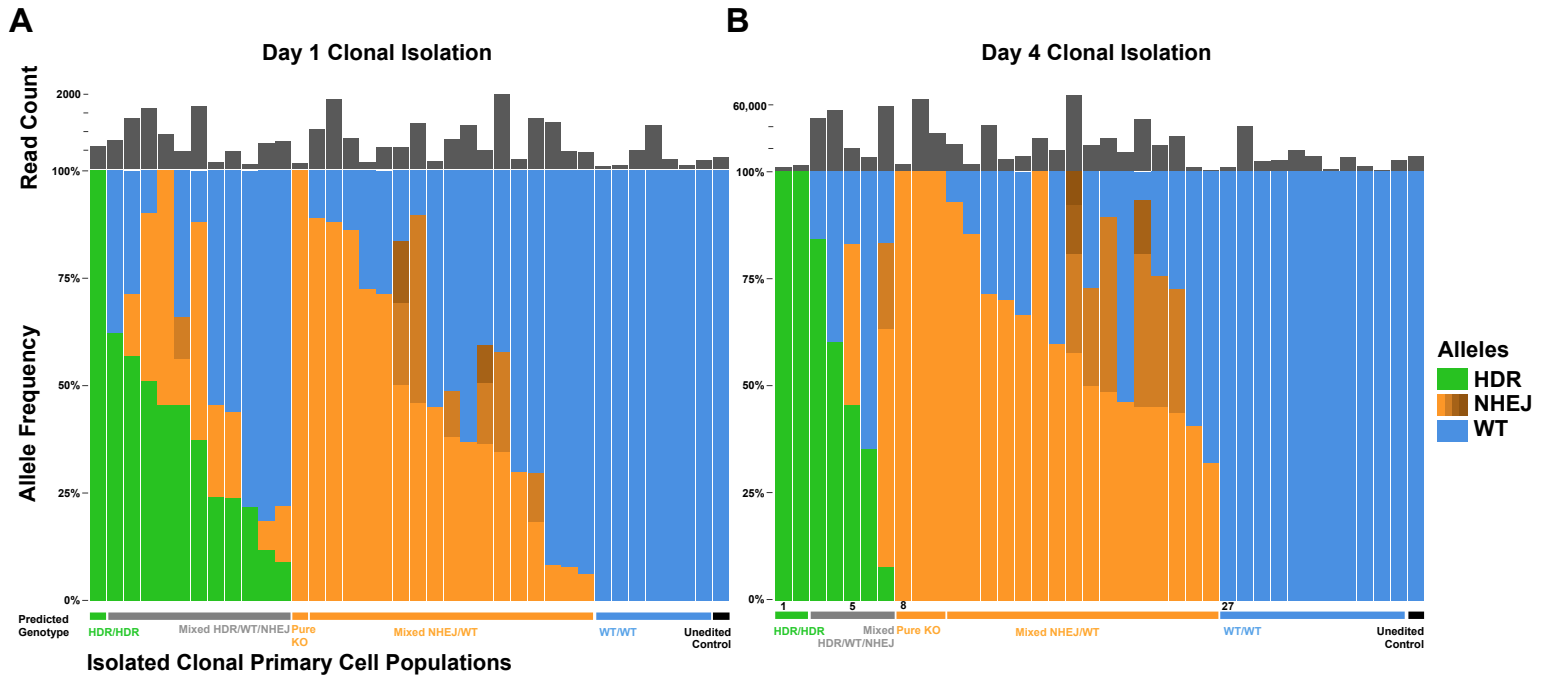 A
Day 1 Clonal Isolation
Read Count
2000
100%
75%
50%
25%
0%
Allele Frequency
Predicted
Genotype
HDR/HDR
Mixed HDR/WT/NHEJ
Pure
KO
Mixed NHEJ/WT
WT/WT
Unedited
Control
Isolated Clonal Primary Cell Populations
B
Day 4 Clonal Isolation
60,000
100%
75%
50%
25%
0%
1
5
8
27
HDR/HDR
Mixed
HDR/WT/NHEJ
Pure KO
Mixed NHEJ/WT
WT/WT
Unedited
Control
Alleles
HDR
NHEJ
WT